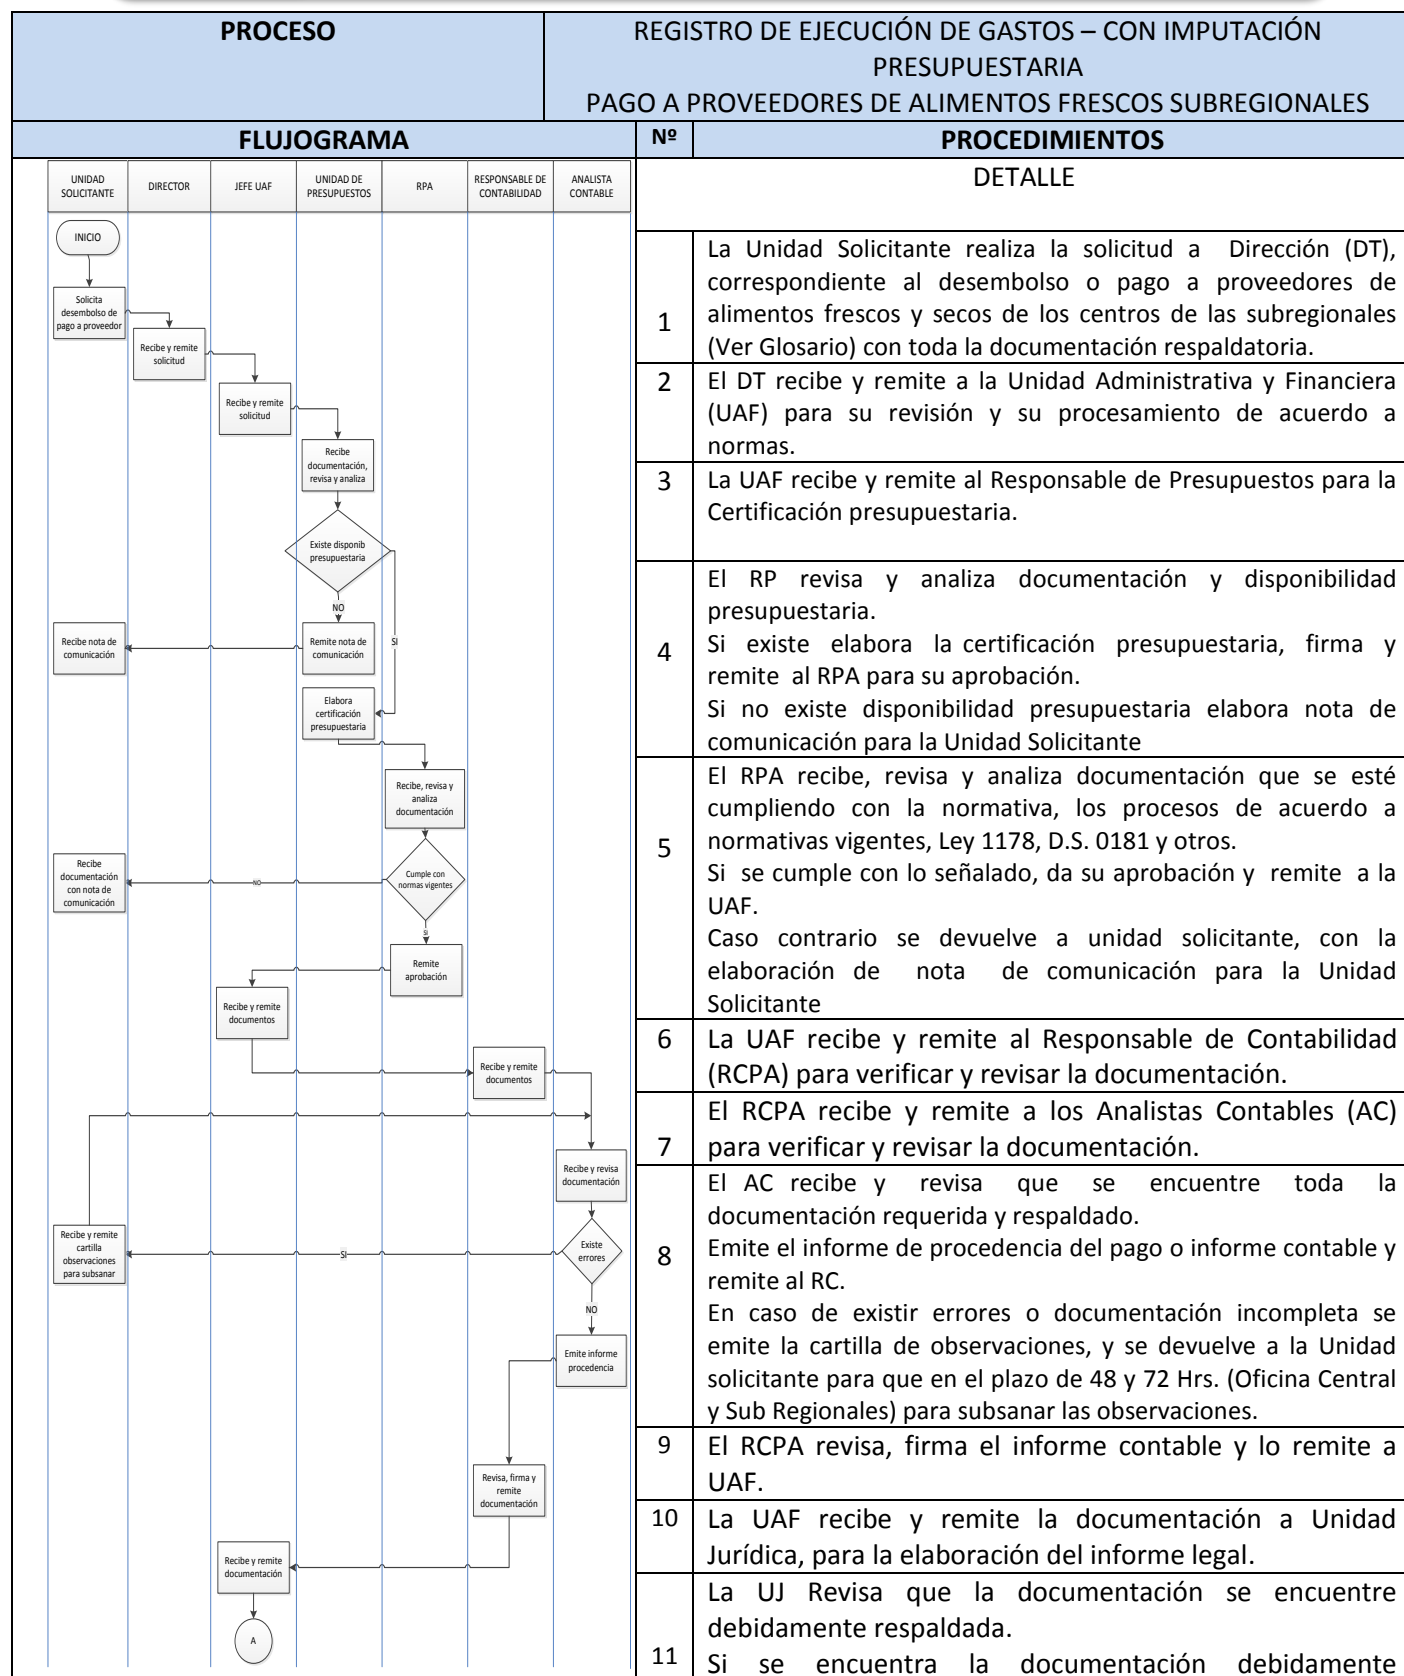 PROCESO
REGISTRO DE EJECUCIÓN DE GASTOS – CON IMPUTACIÓN
PRESUPUESTARIA
PAGO A PROVEEDORES DE ALIMENTOS FRESCOS SUBREGIONALES
FLUJOGRAMA
Nº
PROCEDIMIENTOS
UNIDAD
SOLICITANTE
DIRECTOR
JEFE UAF
UNIDAD DE
PRESUPUESTOS
RPA
RESPONSABLE DE
CONTABILIDAD
ANALISTA
CONTABLE
INICIO
Solicita
desembolso de
pago a proveedor
Recibe y remite
solicitud
Recibe y remite
solicitud
Recibe
documentación,
revisa y analiza
Existe disponib
presupuestaria
NO
SI
Recibe nota de
comunicación
Remite nota de
comunicación
Elabora
certificación
presupuestaria
Recibe, revisa y
analiza
documentación
Recibe
documentación
con nota de
comunicación
NO
Cumple con
normas vigentes
SI
Remite
aprobación
Recibe y remite
documentos
Recibe y remite
documentos
Recibe y revisa
documentación
Recibe y remite
cartilla
observaciones
para subsanar
SI
Existe
errores
NO
Emite informe
procedencia
Revisa, firma y
remite
documentación
Recibe y remite
documentación
A
DETALLE
1
La Unidad Solicitante realiza la solicitud a Dirección (DT),
correspondiente al desembolso o pago a proveedores de
alimentos frescos y secos de los centros de las subregionales
(Ver Glosario) con toda la documentación respaldatoria.
2
El DT recibe y remite a la Unidad Administrativa y Financiera
(UAF) para su revisión y su procesamiento de acuerdo a
normas.
3
La UAF recibe y remite al Responsable de Presupuestos para la
Certificación presupuestaria.
4
El RP revisa y analiza documentación y disponibilidad
presupuestaria.
Si existe elabora la certificación presupuestaria, firma y
remite al RPA para su aprobación.
Si no existe disponibilidad presupuestaria elabora nota de
comunicación para la Unidad Solicitante
5
El RPA recibe, revisa y analiza documentación que se esté
cumpliendo con la normativa, los procesos de acuerdo a
normativas vigentes, Ley 1178, D.S. 0181 y otros.
Si se cumple con lo señalado, da su aprobación y remite a la
UAF.
Caso contrario se devuelve a unidad solicitante, con la
elaboración de nota de comunicación para la Unidad
Solicitante
6
La UAF recibe y remite al Responsable de Contabilidad
(RCPA) para verificar y revisar la documentación.
7
El RCPA recibe y remite a los Analistas Contables (AC)
para verificar y revisar la documentación.
8
El AC recibe y revisa que se encuentre toda la
documentación requerida y respaldado.
Emite el informe de procedencia del pago o informe contable y
remite al RC.
En caso de existir errores o documentación incompleta se
emite la cartilla de observaciones, y se devuelve a la Unidad
solicitante para que en el plazo de 48 y 72 Hrs. (Oficina Central
y Sub Regionales) para subsanar las observaciones.
9
El RCPA revisa, firma el informe contable y lo remite a
UAF.
10
La UAF recibe y remite la documentación a Unidad
Jurídica, para la elaboración del informe legal.
11
La UJ Revisa que la documentación se encuentre
debidamente respaldada.
Si se encuentra la documentación debidamente